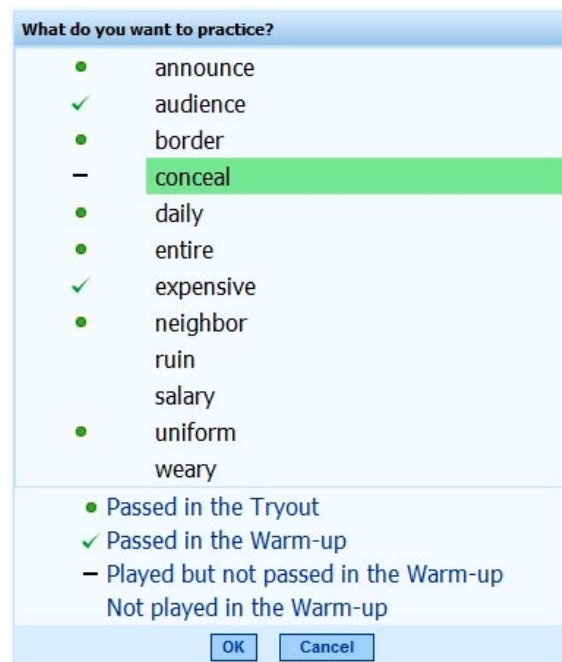 What do you want to practice?
announce
audience
border
conceal
daily
entire
expensive
neighbor
ruin
salary
uniform
weary
Passed in the Tryout
Passed in the Warm-up
Played but not passed in the Warm-up
Not played in the Warm-up
OK Cancel